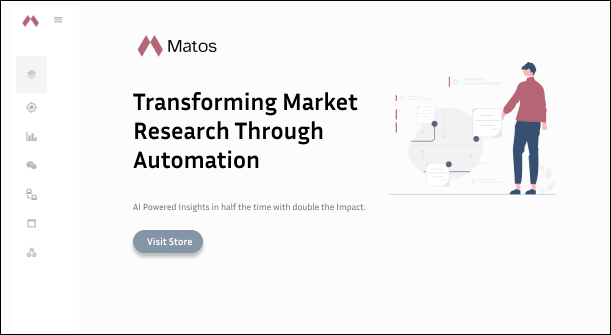 Matos
Transforming Market
Research Through
Automation
AI Powered Insights in half the time with double the Impact.
Visit Store